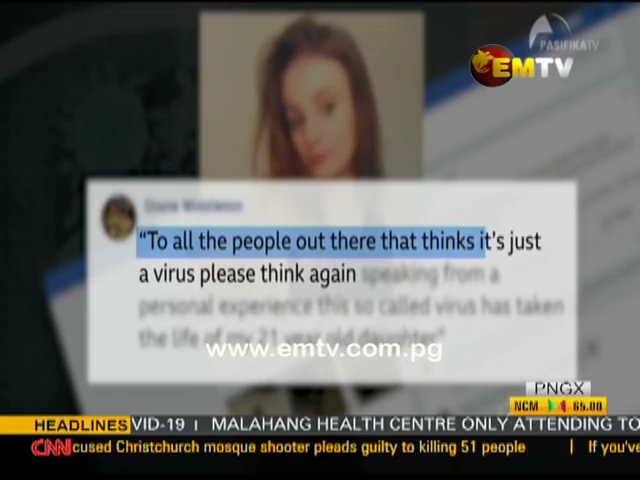 PASIFIKATV
EMTV
Diane Middleton
“To all the people out there that thinks it’s just
a virus please think again speaking from a
personal experience this so called virus has taken
the life of my 21 year old daughter”
www.emtv.com.pg
PNGX
NCM 65.00
HEADLINES VID-19 | MALAHANG HEALTH CENTRE ONLY ATTENDING TO
CNN cused Christchurch mosque shooter pleads guilty to killing 51 people | If you've